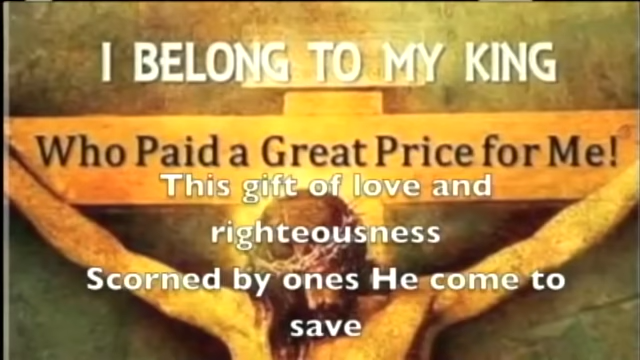 I BELONG TO MY KING
Who Paid a Great Price for Me!
This gift of love and
righteousness
Scorned by ones He come to
save